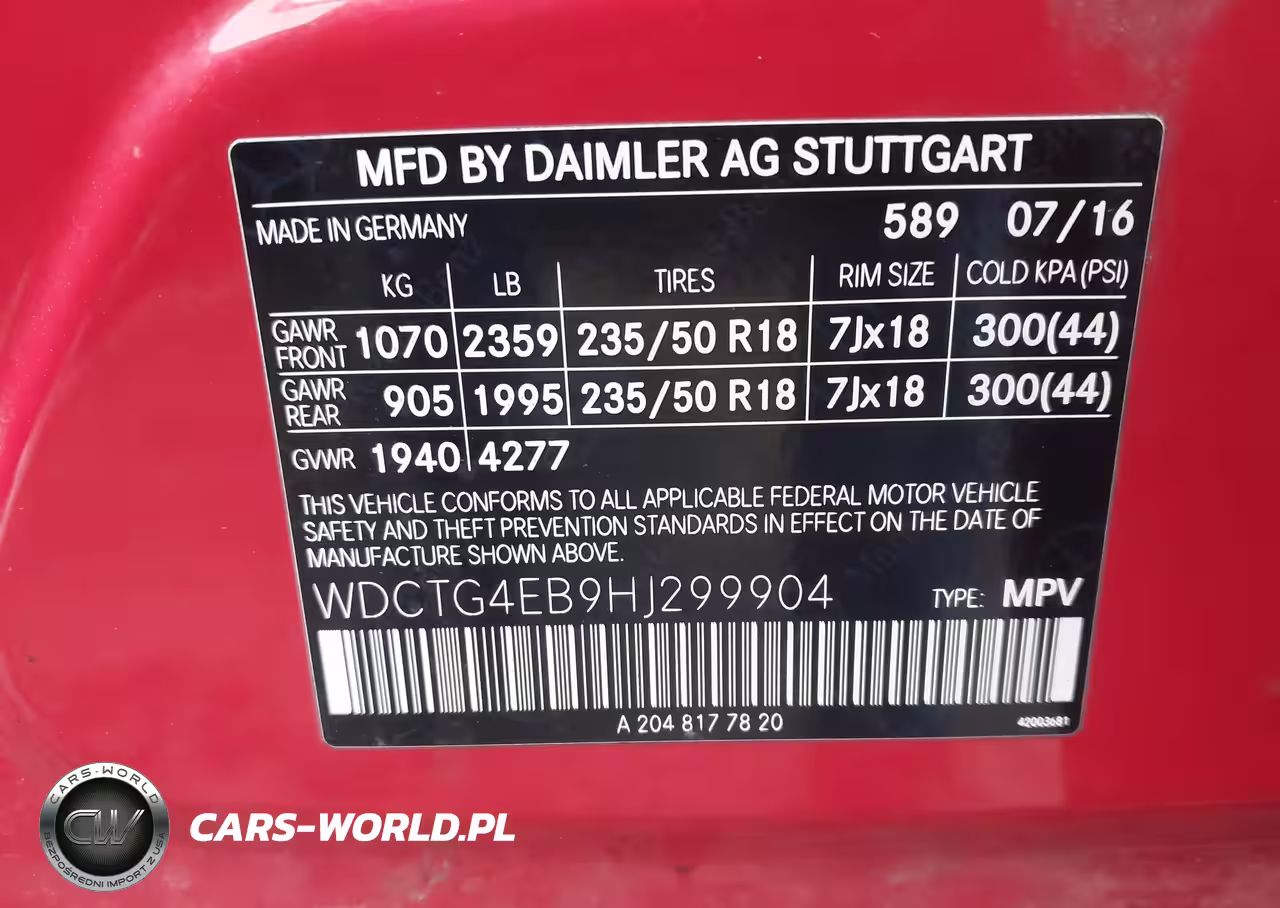 MFD BY DAIMLER AG STUTTGART
MADE IN GERMANY 589 07/16
KG LB TIRES RIM SIZE COLD KPA (PSI)
GAWR FRONT 1070 2359 235/50 R18 7Jx18 300(44)
GAWR REAR 905 1995 235/50 R18 7Jx18 300(44)
GVWR 1940 4277
THIS VEHICLE CONFORMS TO ALL APPLICABLE FEDERAL MOTOR VEHICLE
SAFETY AND THEFT PREVENTION STANDARDS IN EFFECT ON THE DATE OF
MANUFACTURE SHOWN ABOVE.
WDCTG4EB9HJ299904 TYPE: MPV
A 204 817 78 20 42003681
CARS-WORLD
CW
BEZPOŚREDNI IMPORT Z USA
CARS-WORLD.PL